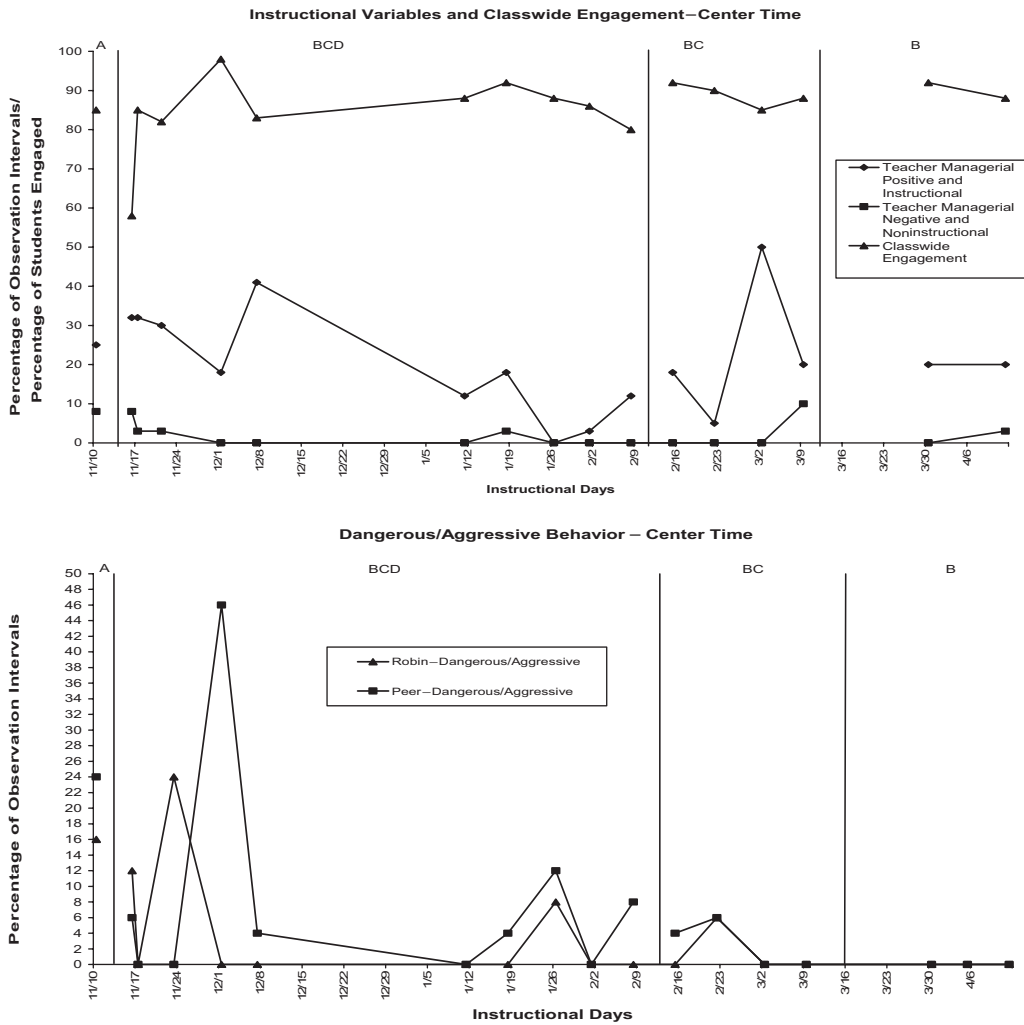 Instructional Variables and Classwide Engagement–Center Time
A BCD BC B
Percentage of Observation Intervals/
Percentage of Students Engaged
100
90
80
70
60
50
40
30
20
10
0
Teacher Managerial
Positive and
Instructional
Teacher Managerial
Negative and
Noninstructional
Classwide
Engagement
11/10 11/17 11/24 12/1 12/8 12/15 12/22 12/29 1/5 1/12 1/19 1/26 2/2 2/9 2/16 2/23 3/2 3/9 3/16 3/23 3/30 4/6
Instructional Days
Dangerous/Aggressive Behavior – Center Time
A BCD BC B
Percentage of Observation Intervals
50
48
46
44
42
40
38
36
34
32
30
28
26
24
22
20
18
16
14
12
10
8
6
4
2
0
Robin–Dangerous/Aggressive
Peer–Dangerous/Aggressive
11/10 11/17 11/24 12/1 12/8 12/15 12/22 12/29 1/5 1/12 1/19 1/26 2/2 2/9 2/16 2/23 3/2 3/9 3/16 3/23 3/30 4/6
Instructional Days